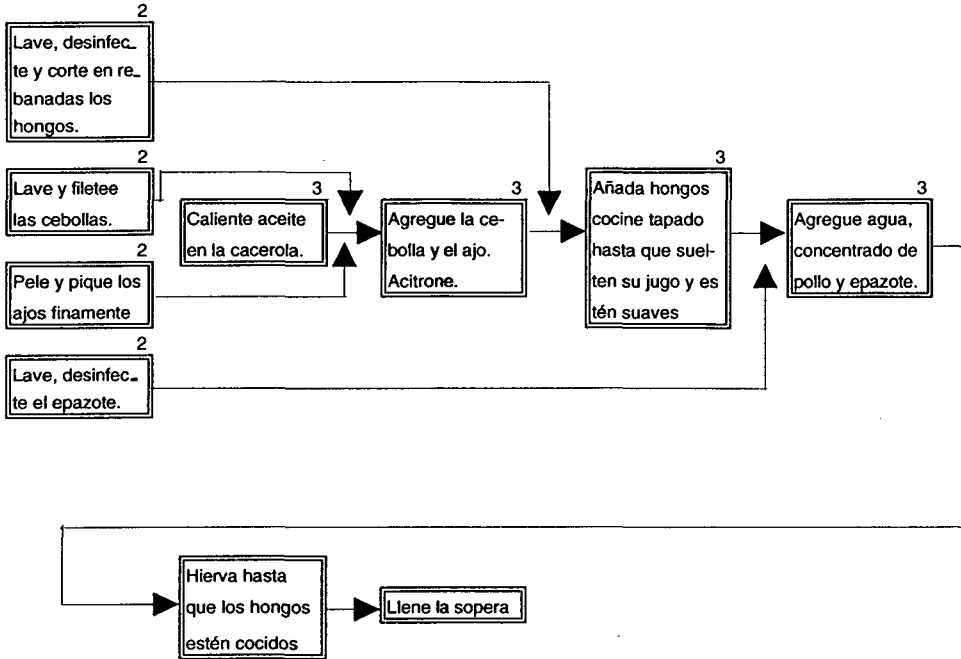 2
Lave, desinfec_
te y corte en re_
banadas los
hongos.
2
Lave y filetee
las cebollas.
2
Pele y pique los
ajos finamente
2
Lave, desinfec_
te el epazote.
3
Caliente aceite
en la cacerola.
3
Agregue la ce-
bolla y el ajo.
Acitrone.
3
Añada hongos
cocine tapado
hasta que suel-
ten su jugo y es
tén suaves
3
Agregue agua,
concentrado de
pollo y epazote.
Hierva hasta
que los hongos
estén cocidos
Llene la sopera